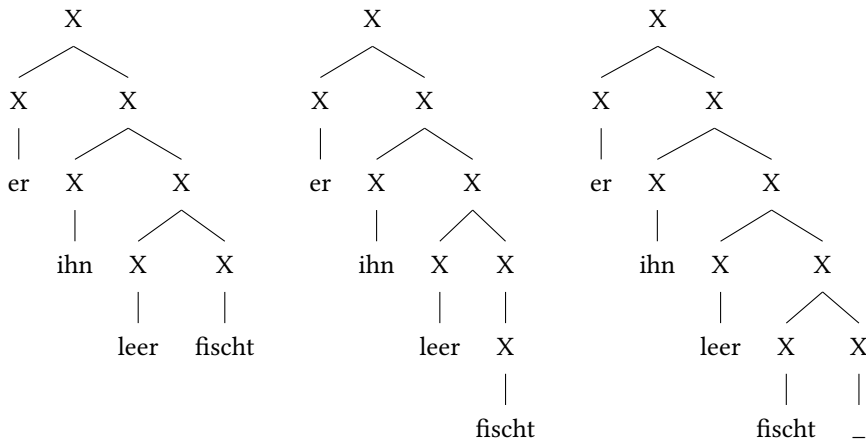 X X X
X X X X X X
er X X er X X er X X
ihn X X ihn X X ihn X X
leer fischt leer X leer X X
fischt fischt _